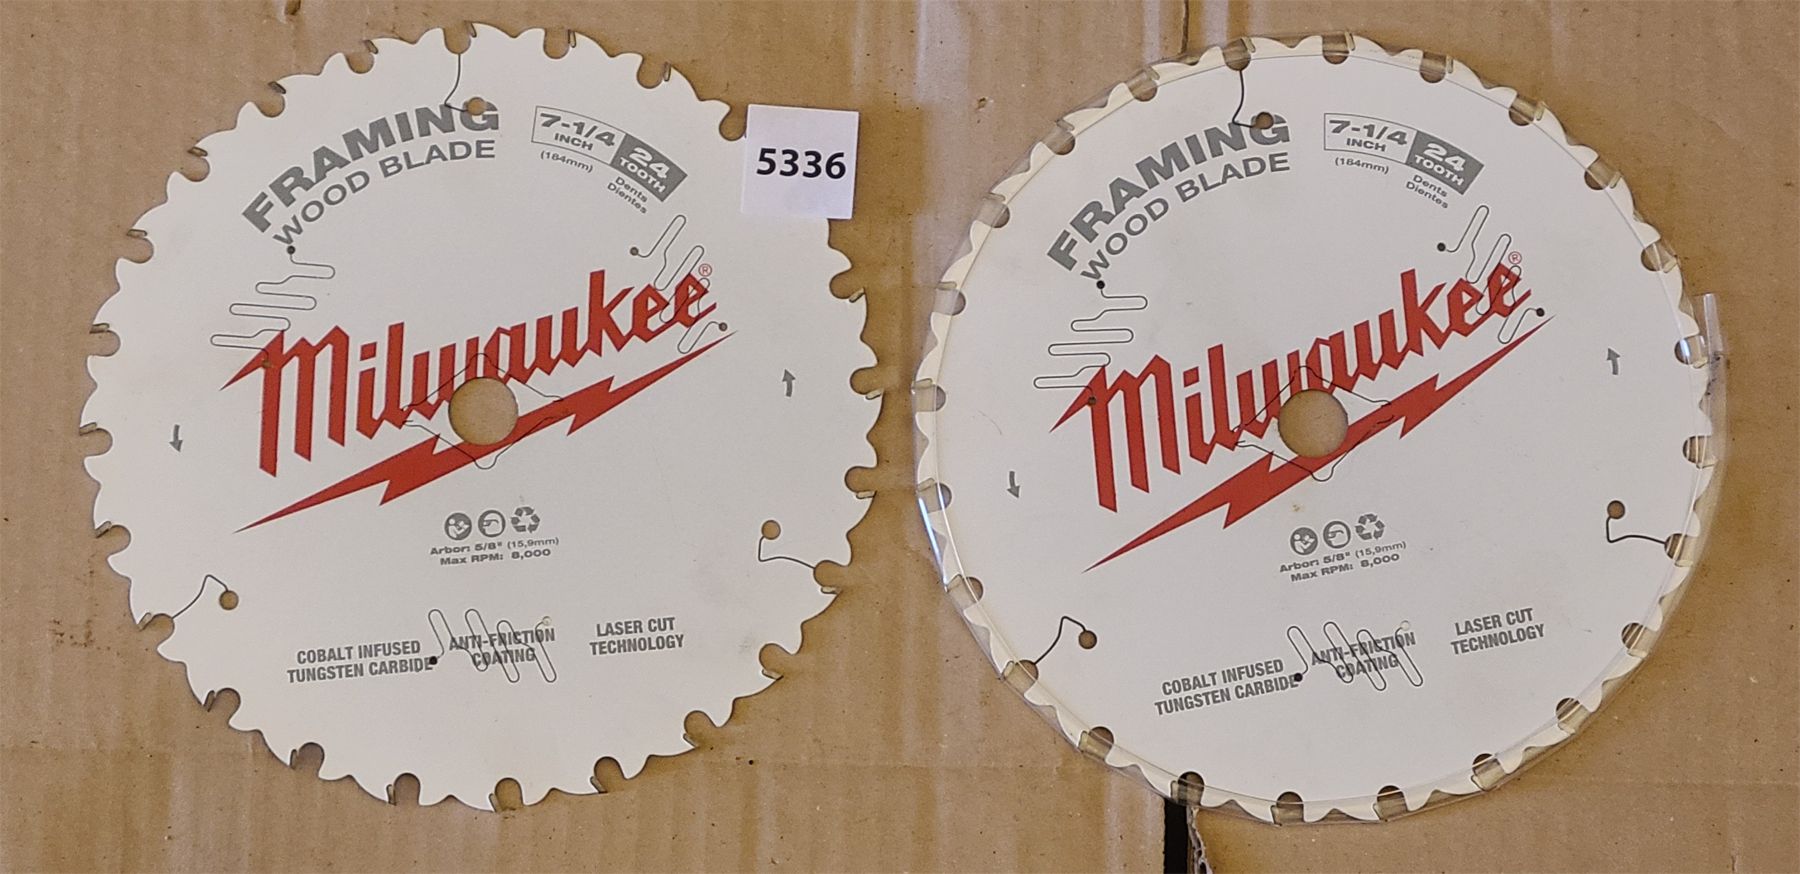 FRAMING
WOOD BLADE
7-1/4
INCH
24
TOOTH
(184mm)
Dents
Dientes
5336
Milwaukee®
Arbor: 5/8" (15,9mm)
Max RPM: 8,000
COBALT INFUSED
TUNGSTEN CARBIDE
ANTI-FRICTION
COATING
LASER CUT
TECHNOLOGY
FRAMING
WOOD BLADE
7-1/4
INCH
24
TOOTH
(184mm)
Dents
Dientes
Milwaukee®
Arbor: 5/8" (15,9mm)
Max RPM: 8,000
COBALT INFUSED
TUNGSTEN CARBIDE
ANTI-FRICTION
COATING
LASER CUT
TECHNOLOGY